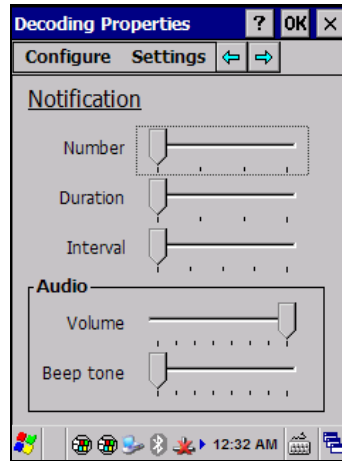 Decoding Properties ? OK ×
Configure Settings
Notification
Number
Duration
Interval
Audio
Volume
Beep tone
12:32 AM